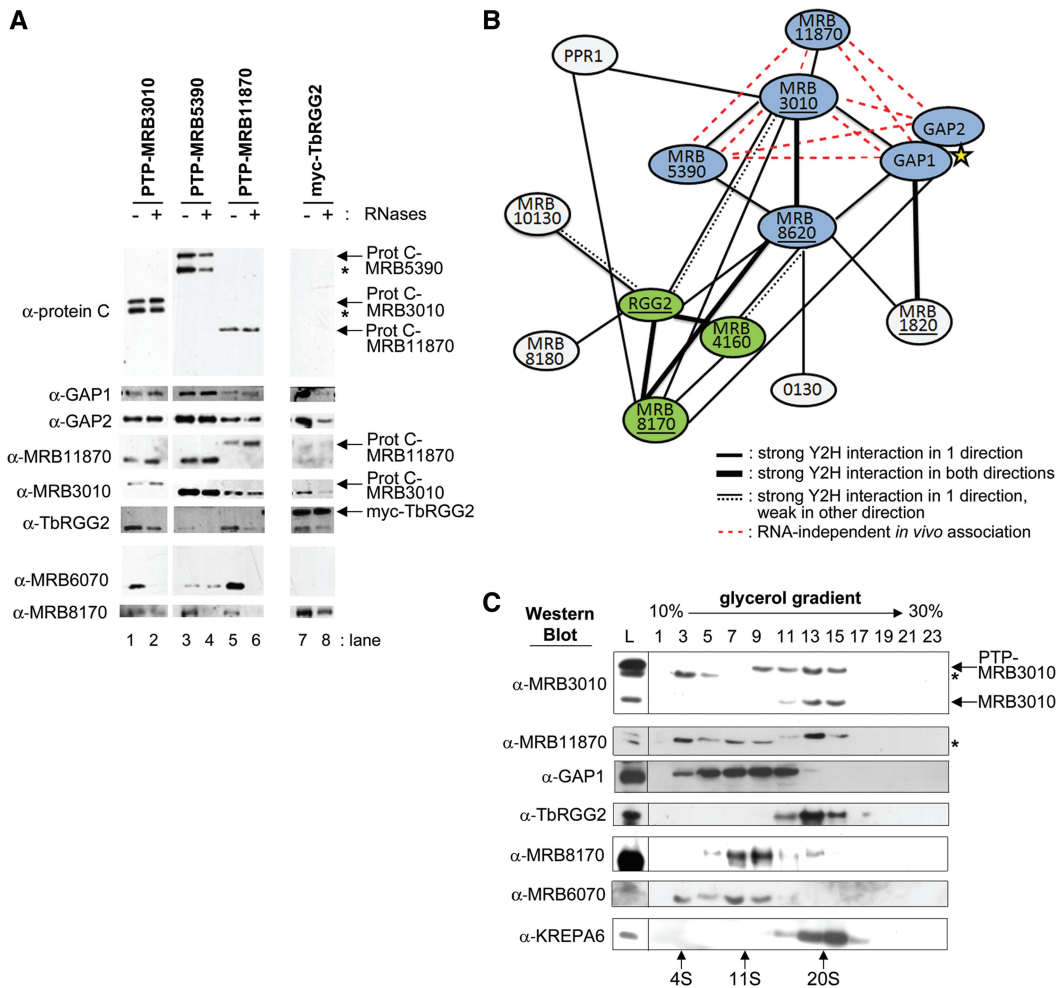 A
PTP-MRB3010
PTP-MRB5390
PTP-MRB11870
myc-TbRGG2
- + - + - + - + : RNases
α-protein C
Prot C-
* MRB5390
Prot C-
* MRB3010
Prot C-
MRB11870
α-GAP1
α-GAP2
α-MRB11870
Prot C-
MRB11870
α-MRB3010
Prot C-
MRB3010
α-TbRGG2
myc-TbRGG2
α-MRB6070
α-MRB8170
1 2 3 4 5 6 7 8 : lane
B
MRB
11870
PPR1
MRB
3010
GAP2
GAP1
MRB
5390
MRB
10130
MRB
8620
RGG2
MRB
4160
MRB
1820
MRB
8180
0130
MRB
8170
: strong Y2H interaction in 1 direction
: strong Y2H interaction in both directions
: strong Y2H interaction in 1 direction,
weak in other direction
: RNA-independent in vivo association
C
Western
Blot
glycerol gradient
10% 30%
L 1 3 5 7 9 11 13 15 17 19 21 23
α-MRB3010
PTP-
MRB3010
*
MRB3010
α-MRB11870
*
α-GAP1
α-TbRGG2
α-MRB8170
α-MRB6070
α-KREPA6
4S 11S 20S